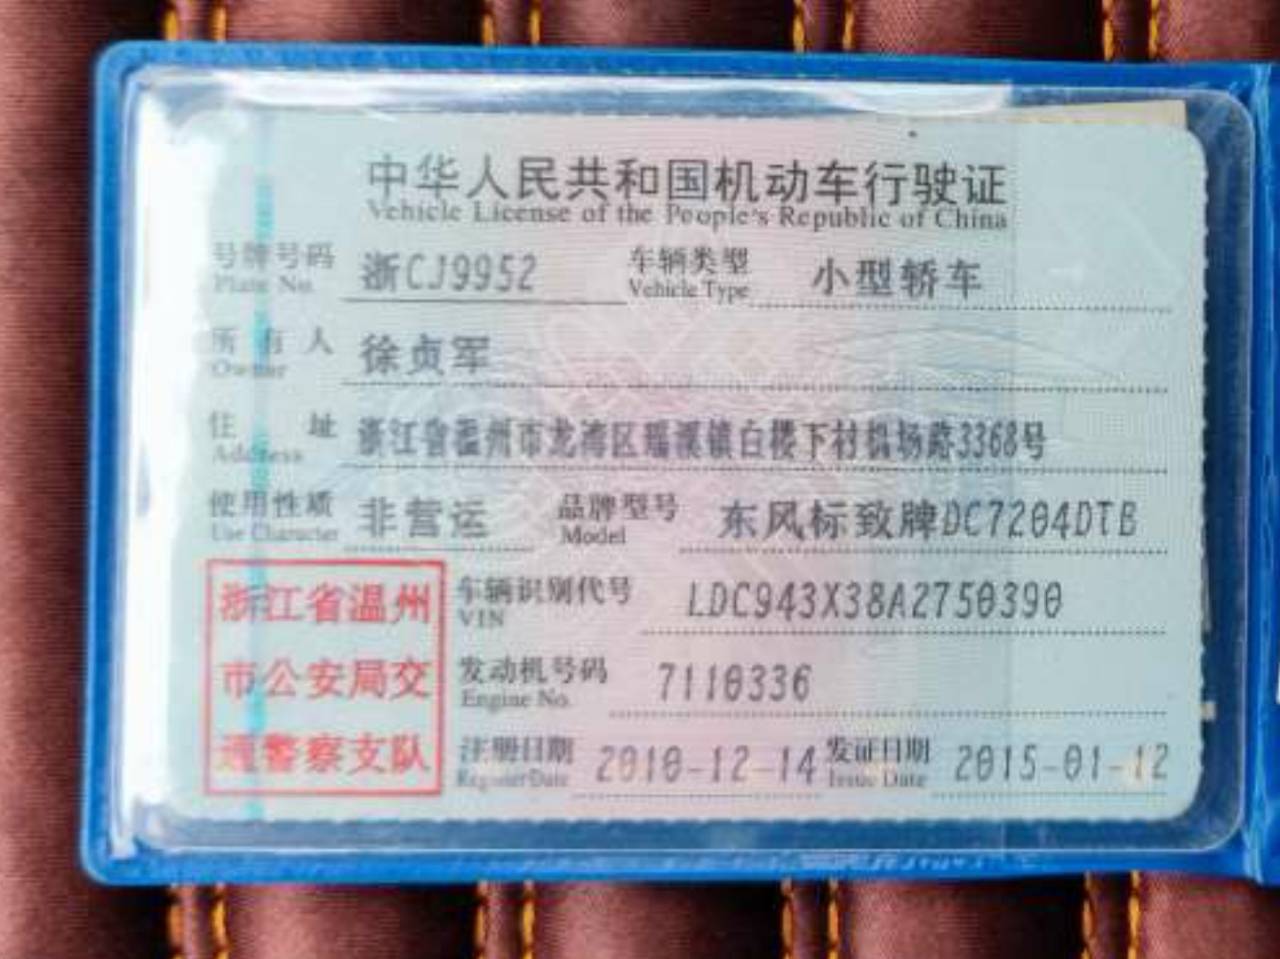 中华人民共和国机动车行驶证
Vehicle License of the People's Republic of China
号牌号码 浙CJ9952 车辆类型 小型轿车
Plate No. Vehicle Type
所有人 徐贞军
Owner
住址 浙江省温州市龙湾区瑶溪镇白楼下村机场路3368号
Address
使用性质 非营运 品牌型号 东风标致牌DC7204DTB
Use Character Model
浙江省温州 车辆识别代号 LDC943X38A2750390
VIN
市公安局交 发动机号码 7110336
Engine No.
通警察支队 注册日期 2010-12-14 发证日期 2015-01-12
Register Date Issue Date